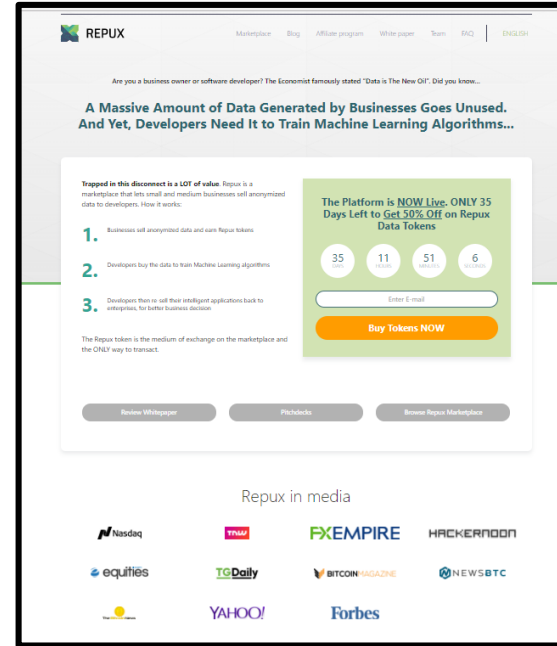 REPUX
Marketplace Blog Affiliate program White paper Team FAQ ENGLISH
Are you a business owner or software developer? The Economist famously stated "Data is The New Oil". Did you know...
A Massive Amount of Data Generated by Businesses Goes Unused.
And Yet, Developers Need It to Train Machine Learning Algorithms...
Trapped in this disconnect is a LOT of value. Repux is a
marketplace that lets small and medium businesses sell anonymized
data to developers. How it works:
1. Businesses sell anonymized data and earn Repux tokens
2. Developers buy the data to train Machine Learning algorithms
3. Developers then re-sell their intelligent applications back to
enterprises, for better business decision
The Repux token is the medium of exchange on the marketplace and
the ONLY way to transact.
The Platform is NOW Live. ONLY 35
Days Left to Get 50% Off on Repux
Data Tokens
35 11 51 6
DAYS HOURS MINUTES SECONDS
Enter E-mail
Buy Tokens NOW
Review Whitepaper Pitchdecks Browse Repux Marketplace
Repux in media
Nasdaq TNW FXEMPIRE HACKERNOON
equities TGDaily BITCOINMAGAZINE NEWSBTC
YAHOO! Forbes